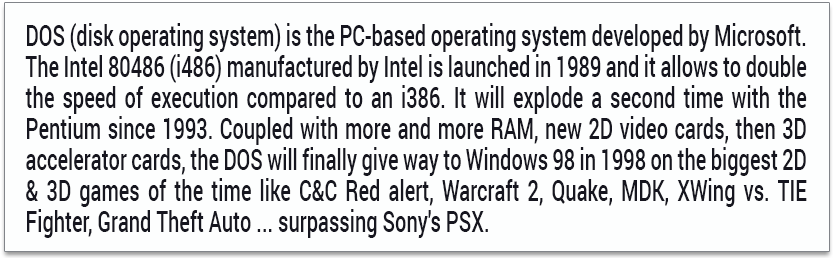 DOS (disk operating system) is the PC-based operating system developed by Microsoft.
The Intel 80486 (i486) manufactured by Intel is launched in 1989 and it allows to double
the speed of execution compared to an i386. It will explode a second time with the
Pentium since 1993. Coupled with more and more RAM, new 2D video cards, then 3D
accelerator cards, the DOS will finally give way to Windows 98 in 1998 on the biggest 2D
& 3D games of the time like C&C Red alert, Warcraft 2, Quake, MDK, XWing vs. TIE
Fighter, Grand Theft Auto ... surpassing Sony's PSX.